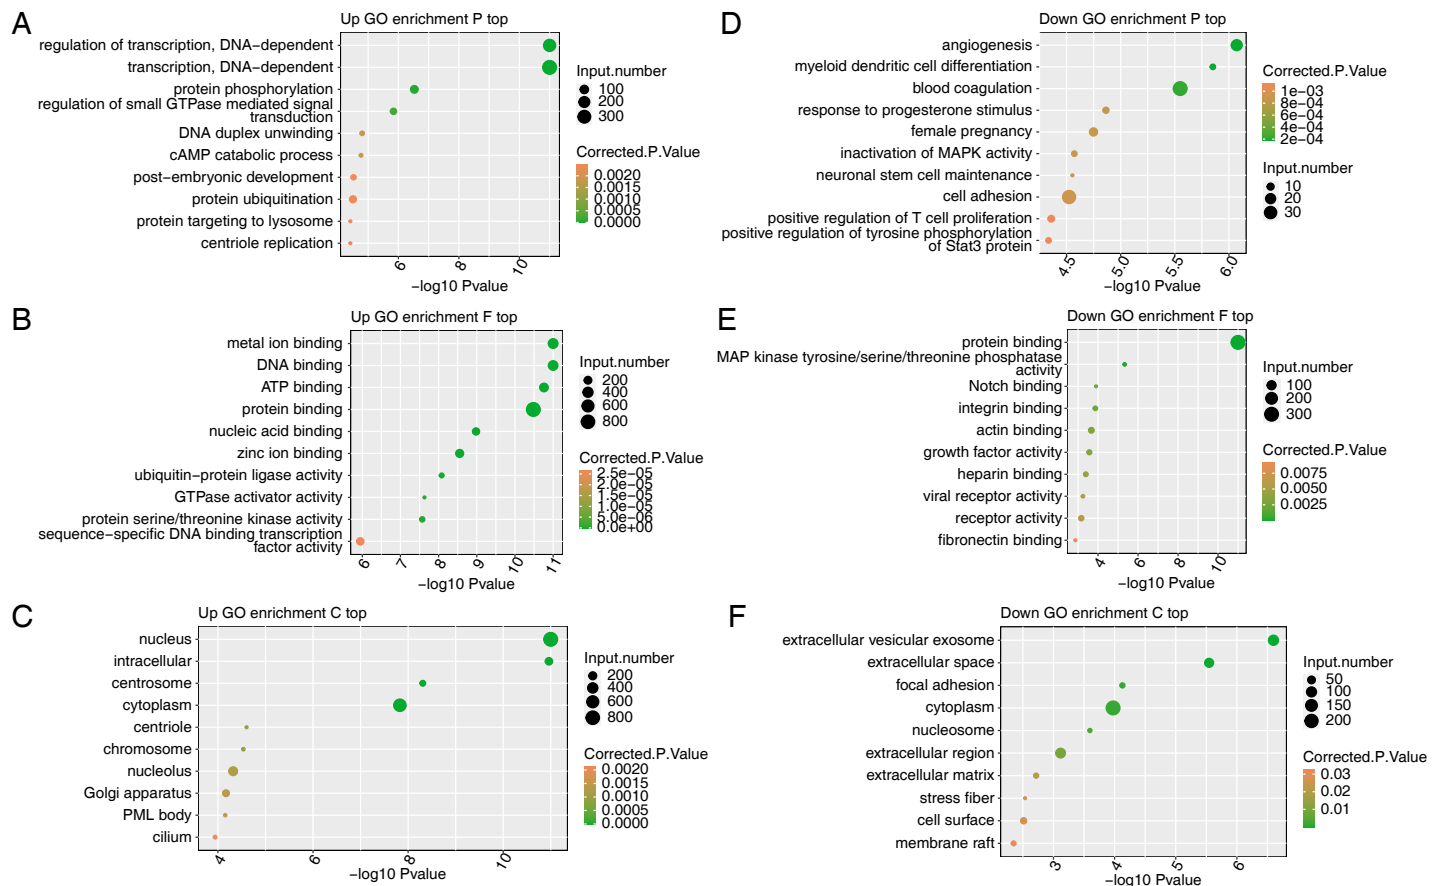 A
Up GO enrichment P top
regulation of transcription, DNA−dependent
transcription, DNA−dependent
protein phosphorylation
regulation of small GTPase mediated signal
transduction
DNA duplex unwinding
cAMP catabolic process
post−embryonic development
protein ubiquitination
protein targeting to lysosome
centriole replication
6
8
10
−log10 Pvalue
Input.number
100
200
300
Corrected.P.Value
0.0020
0.0015
0.0010
0.0005
0.0000
B
Up GO enrichment F top
metal ion binding
DNA binding
ATP binding
protein binding
nucleic acid binding
zinc ion binding
ubiquitin−protein ligase activity
GTPase activator activity
protein serine/threonine kinase activity
sequence−specific DNA binding transcription
factor activity
6
7
8
9
10
11
−log10 Pvalue
Input.number
200
400
600
800
Corrected.P.Value
2.5e−05
2.0e−05
1.5e−05
1.0e−05
5.0e−06
0.0e+00
C
Up GO enrichment C top
nucleus
intracellular
centrosome
cytoplasm
centriole
chromosome
nucleolus
Golgi apparatus
PML body
cilium
4
6
8
10
−log10 Pvalue
Input.number
200
400
600
800
Corrected.P.Value
0.0020
0.0015
0.0010
0.0005
0.0000
D
Down GO enrichment P top
angiogenesis
myeloid dendritic cell differentiation
blood coagulation
response to progesterone stimulus
female pregnancy
inactivation of MAPK activity
neuronal stem cell maintenance
cell adhesion
positive regulation of T cell proliferation
positive regulation of tyrosine phosphorylation
of Stat3 protein
4.5
5.0
5.5
6.0
−log10 Pvalue
Corrected.P.Value
1e−03
8e−04
6e−04
4e−04
2e−04
Input.number
10
20
30
E
Down GO enrichment F top
protein binding
MAP kinase tyrosine/serine/threonine phosphatase
activity
Notch binding
integrin binding
actin binding
growth factor activity
heparin binding
viral receptor activity
receptor activity
fibronectin binding
4
6
8
10
−log10 Pvalue
Input.number
100
200
300
Corrected.P.Value
0.0075
0.0050
0.0025
F
Down GO enrichment C top
extracellular vesicular exosome
extracellular space
focal adhesion
cytoplasm
nucleosome
extracellular region
extracellular matrix
stress fiber
cell surface
membrane raft
3
4
5
6
−log10 Pvalue
Input.number
50
100
150
200
Corrected.P.Value
0.03
0.02
0.01